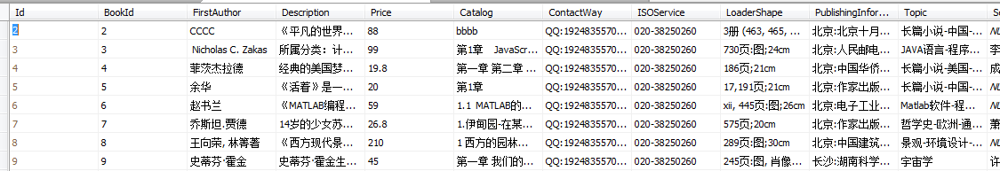 Id BookId FirstAuthor Description Price Catalog ContactWay ISOService LoaderShape PublishingInfor... Topic
2 2 CCCC 《平凡的世界... 88 bbbb QQ:1924835570... 020-38250260 3册 (463, 465, ... 北京:北京十月... 长篇小说-中国-...
3 3 Nicholas C. Zakas 所属分类：计... 99 第1章 JavaScr... QQ:1924835570... 020-38250260 730页:图;24cm 北京:人民邮电... JAVA语言-程序... 李
4 4 菲茨杰拉德 经典的美国梦... 19.8 第一章 第二章 ... QQ:1924835570... 020-38250260 186页;21cm 北京:中国华侨... 长篇小说-美国-... 成
5 5 余华 《活着》是一... 20 第1章 QQ:1924835570... 020-38250260 17,191页;21cm 北京:作家出版... 长篇小说-中国-...
6 6 赵书兰 《MATLAB编程... 59 1.1 MATLAB的... QQ:1924835570... 020-38250260 xii, 445页:图;26cm 北京:电子工业... Matlab软件-程...
7 7 乔斯坦.贾德 14岁的少女苏... 26.8 1.伊甸园-在某... QQ:1924835570... 020-38250260 575页;20cm 北京:作家出版... 哲学史-欧洲-通... 萧
8 8 王向荣, 林箐著 《西方现代景... 210 1 西方的园林... QQ:1924835570... 020-38250260 289页:图;30cm 北京:中国建筑... 景观-环境设计-...
9 9 史蒂芬·霍金 史蒂芬·霍金生... 45 第一章 我们的... QQ:1924835570... 020-38250260 245页:图, 肖像... 长沙:湖南科学... 宇宙学 许